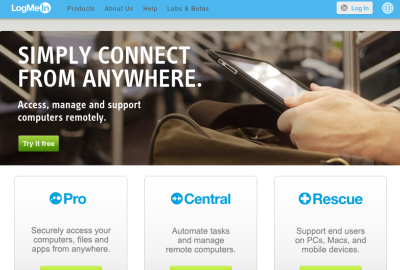 LogMeIn Products About Us Help Labs & Betas Log In
SIMPLY CONNECT
FROM ANYWHERE.
Access, manage and support
computers remotely.
Try it free
Pro
Securely access your
computers, files and
apps from anywhere.
Central
Automate tasks
and manage
remote computers.
Rescue
Support end users
on PCs, Macs, and
mobile devices.